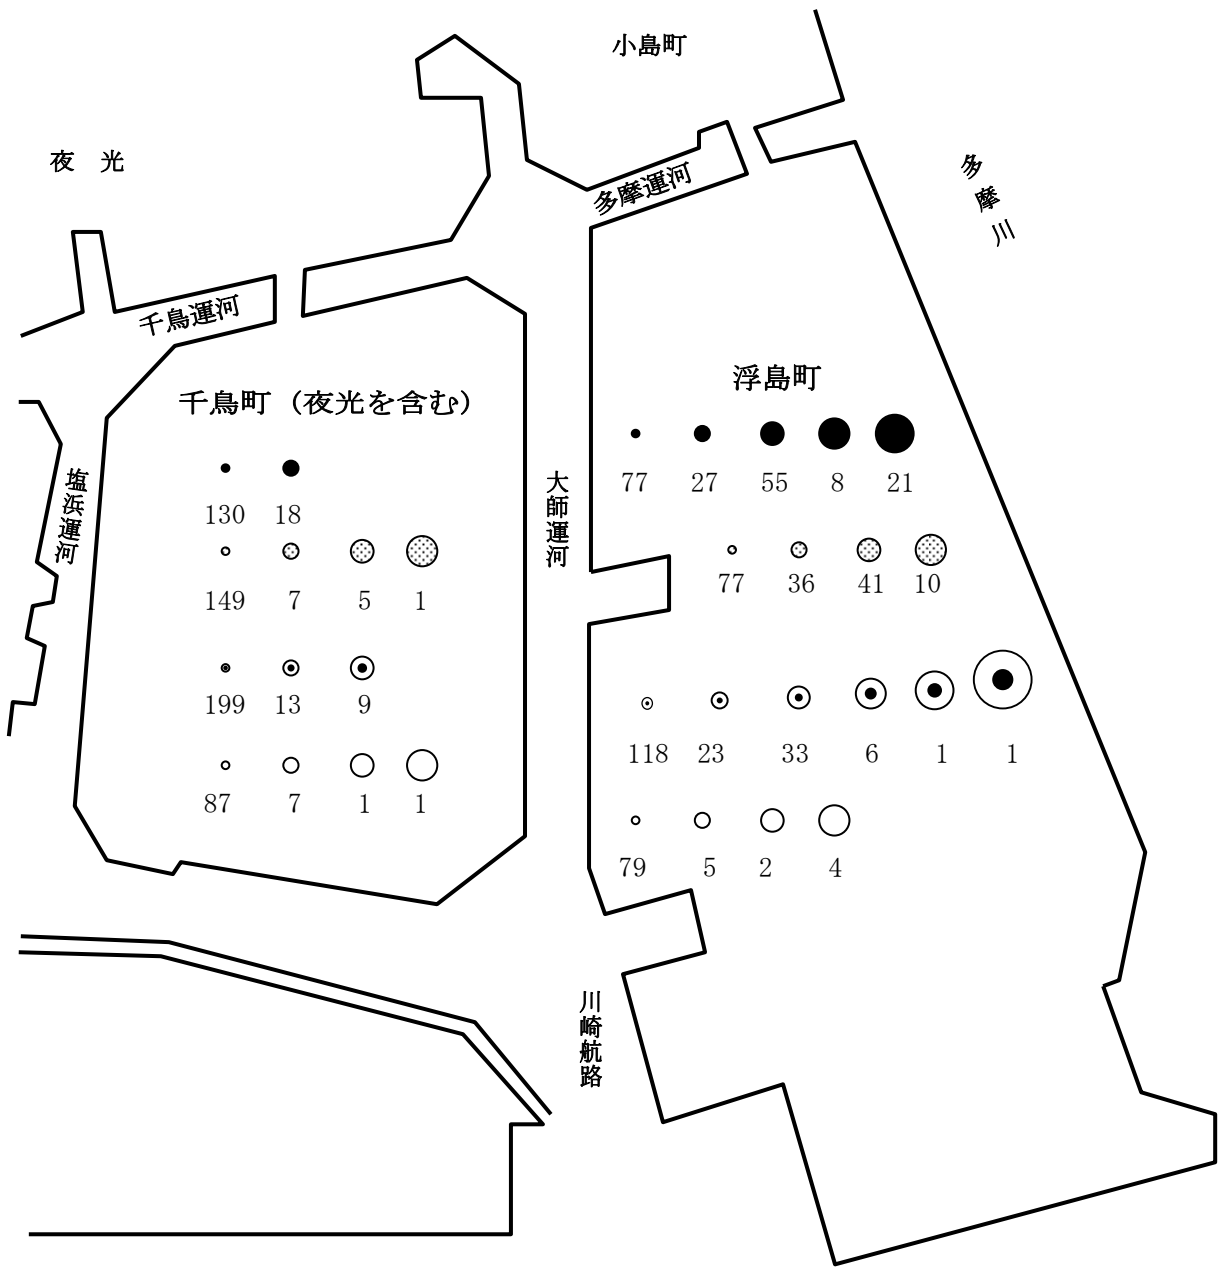 小島町
夜　光
多摩川
多摩運河
千鳥運河
千鳥町（夜光を含む）
浮島町
塩浜運河
大師運河
130 18
149 7 5 1
199 13 9
87 7 1 1
77 27 55 8 21
77 36 41 10
118 23 33 6 1 1
79 5 2 4
川崎航路